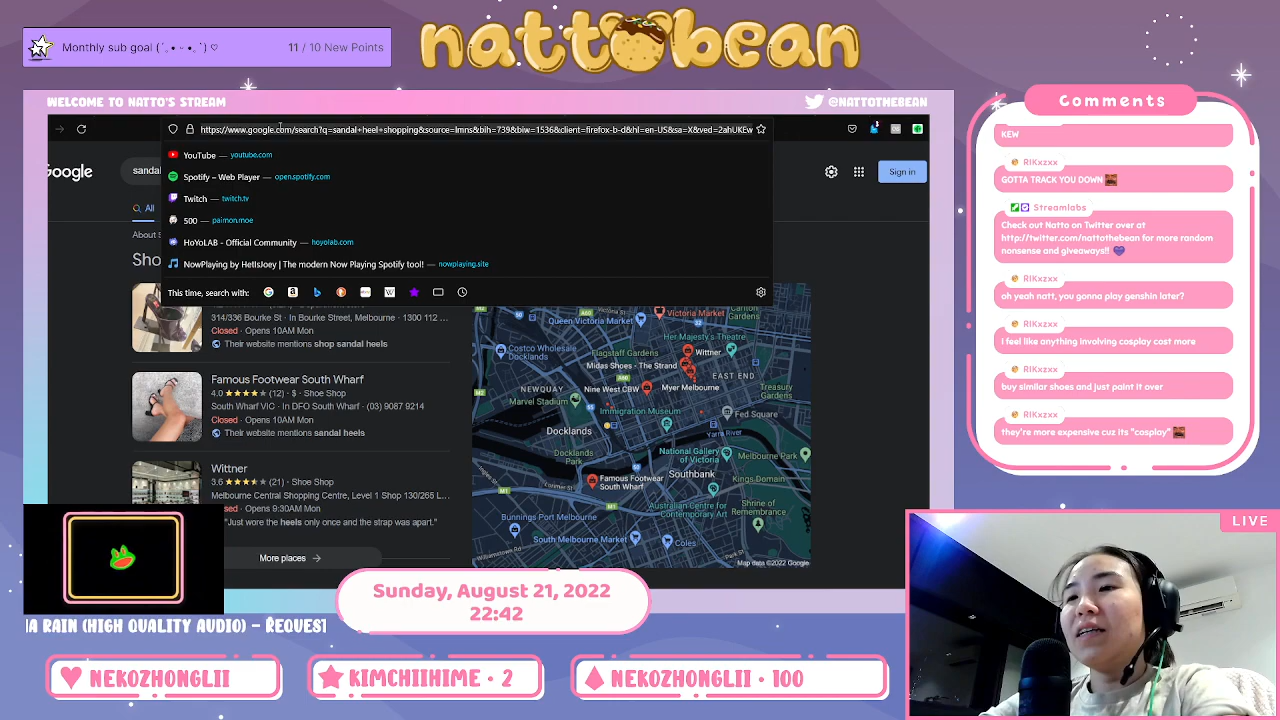 Monthly sub goal (´｡• ᵕ •｡`) ♡
11 / 10 New Points
nattobean
WELCOME TO NATTO'S STREAM
@NATTOTHEBEAN
https://www.google.com/search?q=sandal+heel+shopping&source=lmns&bih=739&biw=1536&client=firefox-b-d&hl=en-US&sa=X&ved=2ahUKEw
YouTube — youtube.com
Spotify – Web Player — open.spotify.com
Twitch — twitch.tv
500 — paimon.moe
HoYoLAB - Official Community — hoyolab.com
NowPlaying by HetIsJoey | The modern Now Playing Spotify tool! — nowplaying.site
This time, search with:
Google
sandal
Sign in
All
About 5
Sho
314/336 Bourke St · In Bourke Street, Melbourne · 1300 112 ...
Closed · Opens 10AM Mon
Their website mentions shop sandal heels
Famous Footwear South Wharf
4.0 ★★★★★ (12) · $ · Shoe Shop
South Wharf VIC · In DFO South Wharf · (03) 9087 9214
Closed · Opens 10AM Mon
Their website mentions sandal heels
Wittner
3.6 ★★★★★ (21) · Shoe Shop
Melbourne Central Shopping Centre, Level 1 Shop 130/265 L...
Closed · Opens 9:30AM Mon
"Just wore the heels only once and the strap was apart."
More places →
Queen Victoria Market
Victoria Market
Carlton Gardens
Costco Wholesale Docklands
Her Majesty's Theatre
Flagstaff Gardens
Wittner
Midas Shoes - The Strand
EAST END
NEWQUAY
Nine West CBW
Myer Melbourne
Treasury Gardens
Marvel Stadium
Immigration Museum
Fed Square
Docklands
Yarra River
Docklands Park
National Gallery of Victoria
Melbourne Park
Southbank
Kings Domain
Famous Footwear South Wharf
Lorimer St
M1
Australian Centre for Contemporary Art
Shrine of Remembrance
Bunnings Port Melbourne
South Melbourne Market
Coles
Williamstown Rd
Park St
Map data ©2022 Google
Comments
KEW
RIKxzxx
GOTTA TRACK YOU DOWN
Streamlabs
Check out Natto on Twitter over at
http://twitter.com/nattothebean for more random
nonsense and giveaways!! 💜
RIKxzxx
oh yeah natt, you gonna play genshin later?
RIKxzxx
I feel like anything involving cosplay cost more
RIKxzxx
buy similar shoes and just paint it over
RIKxzxx
they're more expensive cuz its "cosplay"
LIVE
Sunday, August 21, 2022
22:42
RAIN (HIGH QUALITY AUDIO) – REQUEST
NEKOZHONGLII
KIMCHIIHIME · 2
NEKOZHONGLII · 100